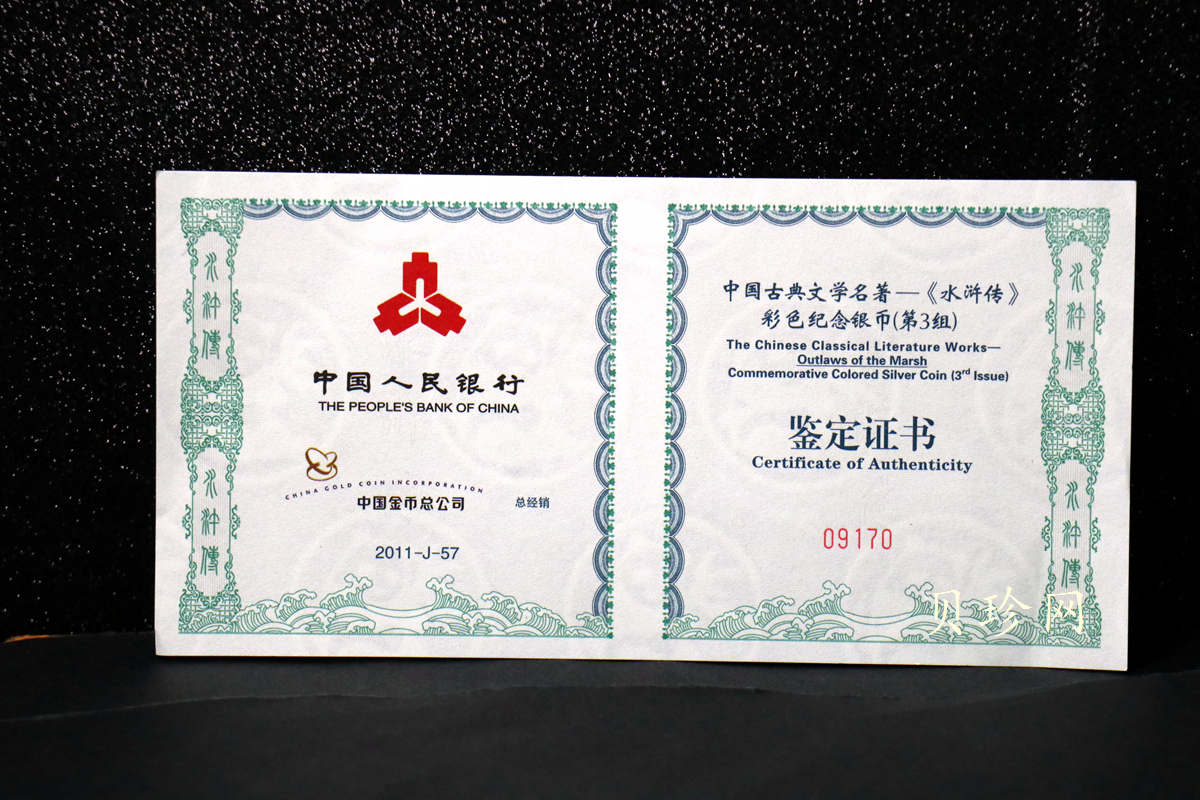 水
滸
傳
水
滸
傳
中国人民银行
THE PEOPLE'S BANK OF CHINA
CHINA GOLD COIN INCORPORATION
中国金币总公司 总经销
2011-J-57
中国古典文学名著—《水浒传》
彩色纪念银币(第3组)
The Chinese Classical Literature Works—
Outlaws of the Marsh
Commemorative Colored Silver Coin (3rd Issue)
鉴定证书
Certificate of Authenticity
09170
水
滸
傳
水
滸
傳
贝珍网